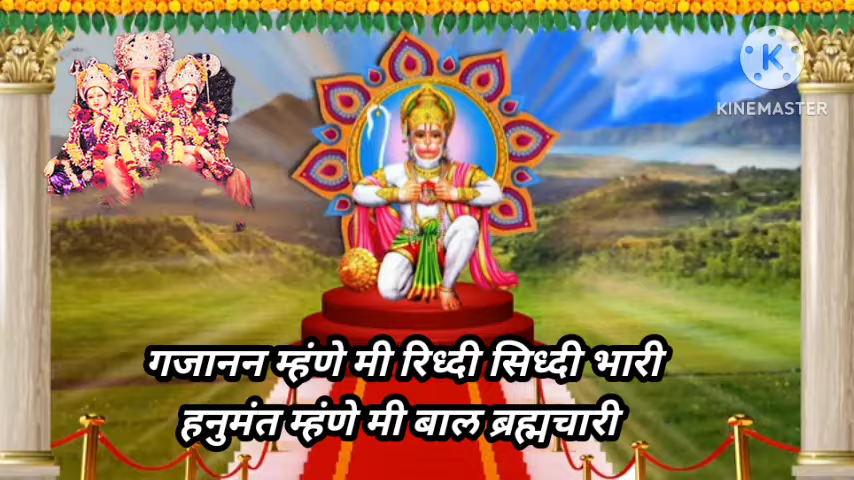 K
KINEMASTER
गजानन म्हंणे मी रिध्दी सिध्दी भारी
हनुमंत म्हंणे मी बाल ब्रह्मचारी